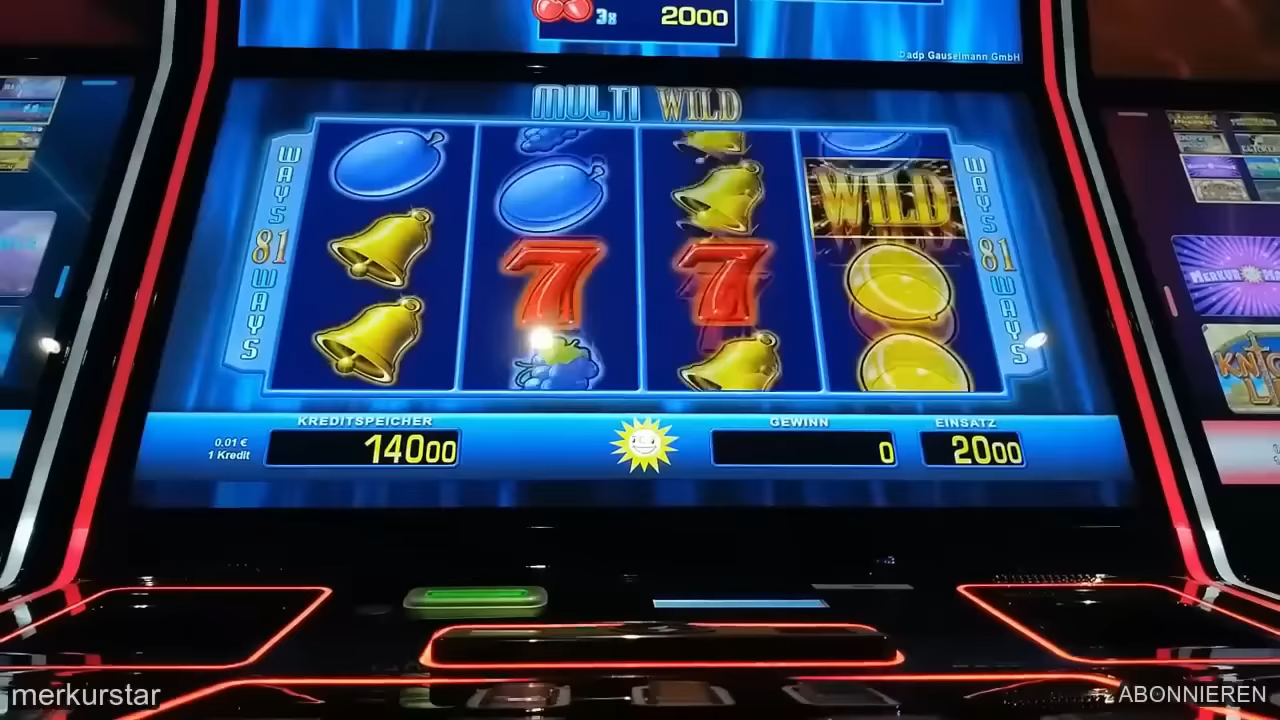 3x 2000
adp Gauselmann GmbH
MULTI WILD
WAYS 81 WAYS
WILD
WAYS 81 WAYS
KREDITSPEICHER
GEWINN
EINSATZ
0.01 €
1 Kredit
14000
0
2000
MERKUR
merkurstar
ABONNIEREN